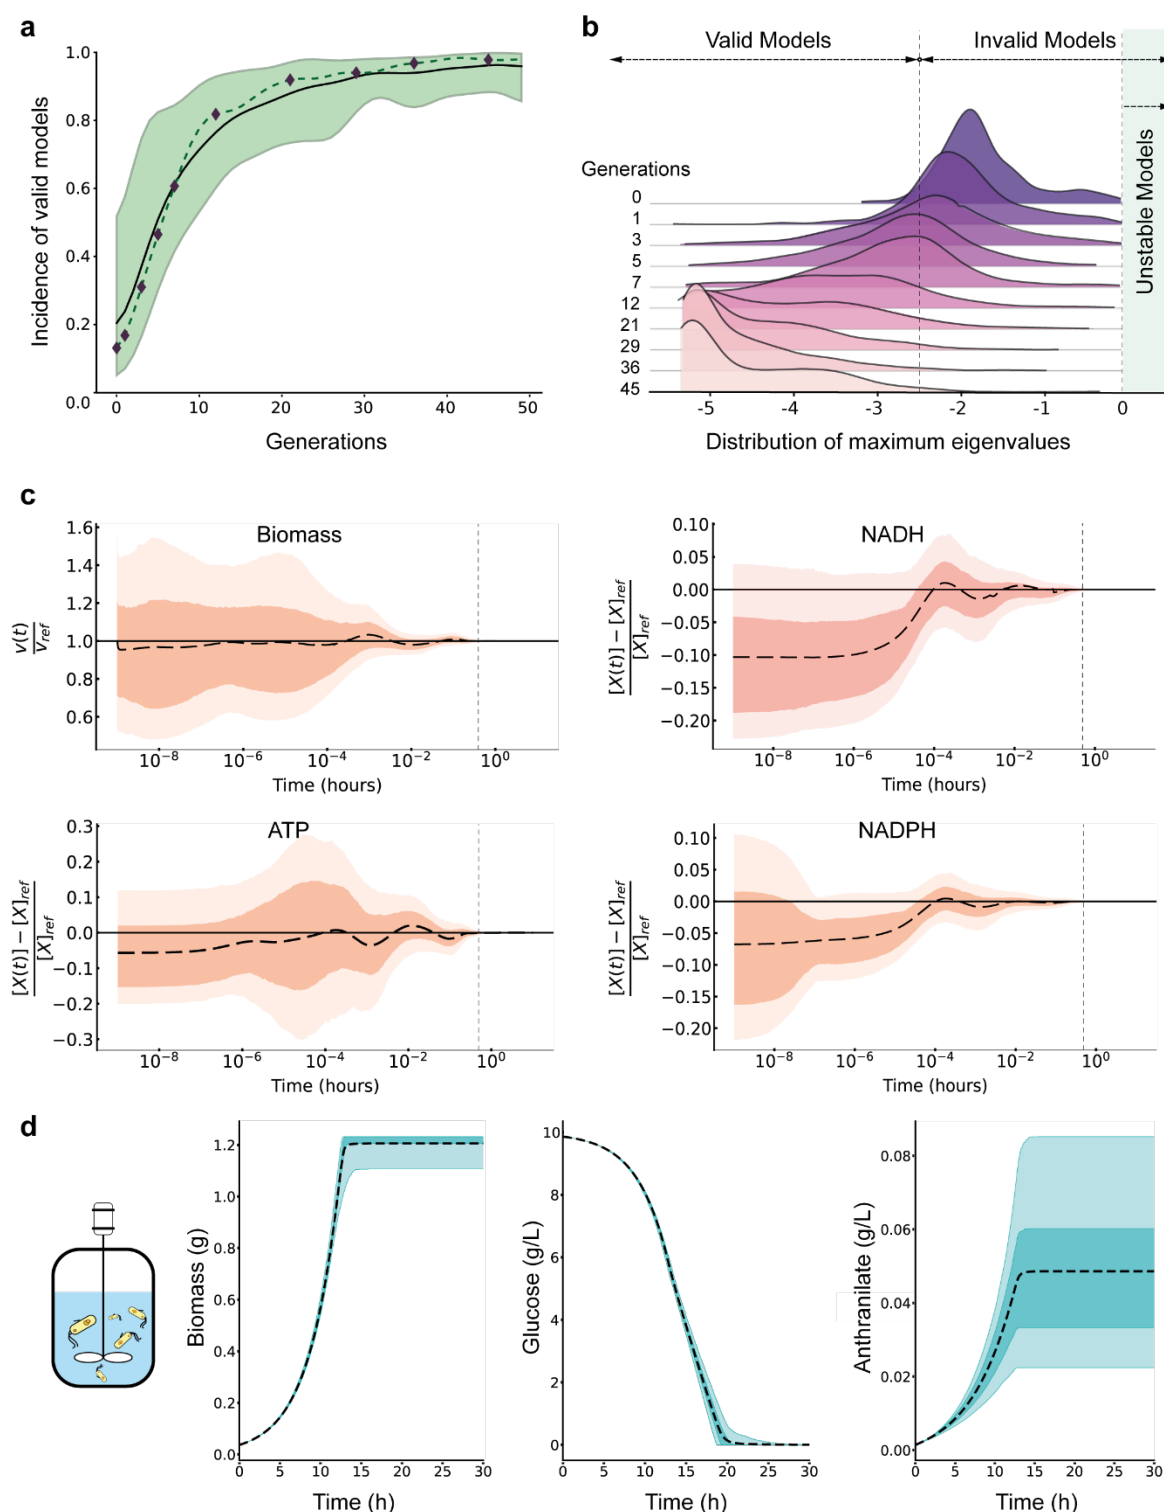 a
1.0
0.8
0.6
0.4
0.2
0.0
Incidence of valid models
0 10 20 30 40 50
Generations
b
Valid Models
Invalid Models
Unstable Models
Generations
0
1
3
5
7
12
21
29
36
45
-5 -4 -3 -2 -1 0
Distribution of maximum eigenvalues
c
Biomass
1.6
1.4
1.2
1.0
0.8
0.6
v(t)
v_ref
10^-8 10^-6 10^-4 10^-2 10^0
Time (hours)
NADH
0.10
0.05
0.00
−0.05
−0.10
−0.15
−0.20
[X(t)] − [X]_ref
[X]_ref
10^-8 10^-6 10^-4 10^-2 10^0
Time (hours)
ATP
0.3
0.2
0.1
0.0
−0.1
−0.2
−0.3
[X(t)] − [X]_ref
[X]_ref
10^-8 10^-6 10^-4 10^-2 10^0
Time (hours)
NADPH
0.10
0.05
0.00
−0.05
−0.10
−0.15
−0.20
[X(t)] − [X]_ref
[X]_ref
10^-8 10^-6 10^-4 10^-2 10^0
Time (hours)
d
1.2
1.0
0.8
0.6
0.4
0.2
0.0
Biomass (g)
0 5 10 15 20 25 30
Time (h)
10
8
6
4
2
0
Glucose (g/L)
0 5 10 15 20 25 30
Time (h)
0.08
0.06
0.04
0.02
0.00
Anthranilate (g/L)
0 5 10 15 20 25 30
Time (h)